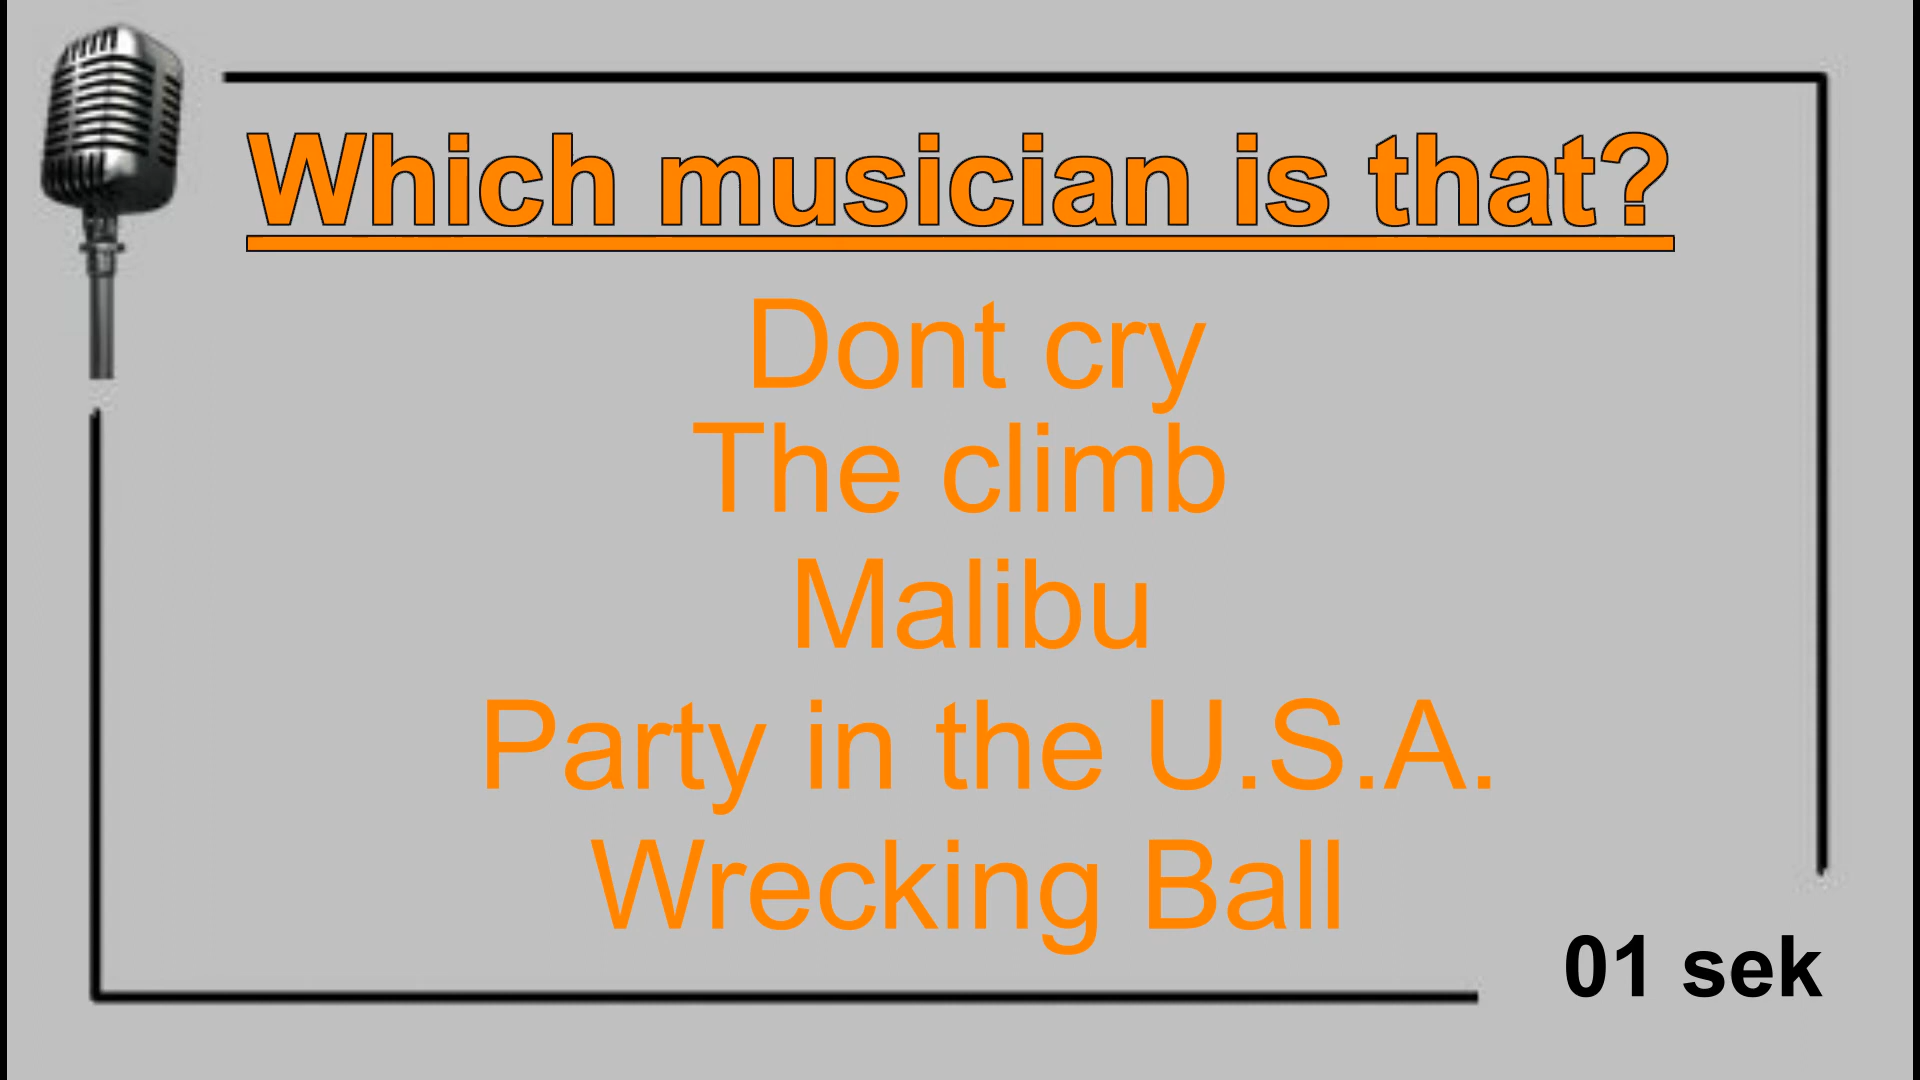 Which musician is that?
Dont cry
The climb
Malibu
Party in the U.S.A.
Wrecking Ball
01 sek